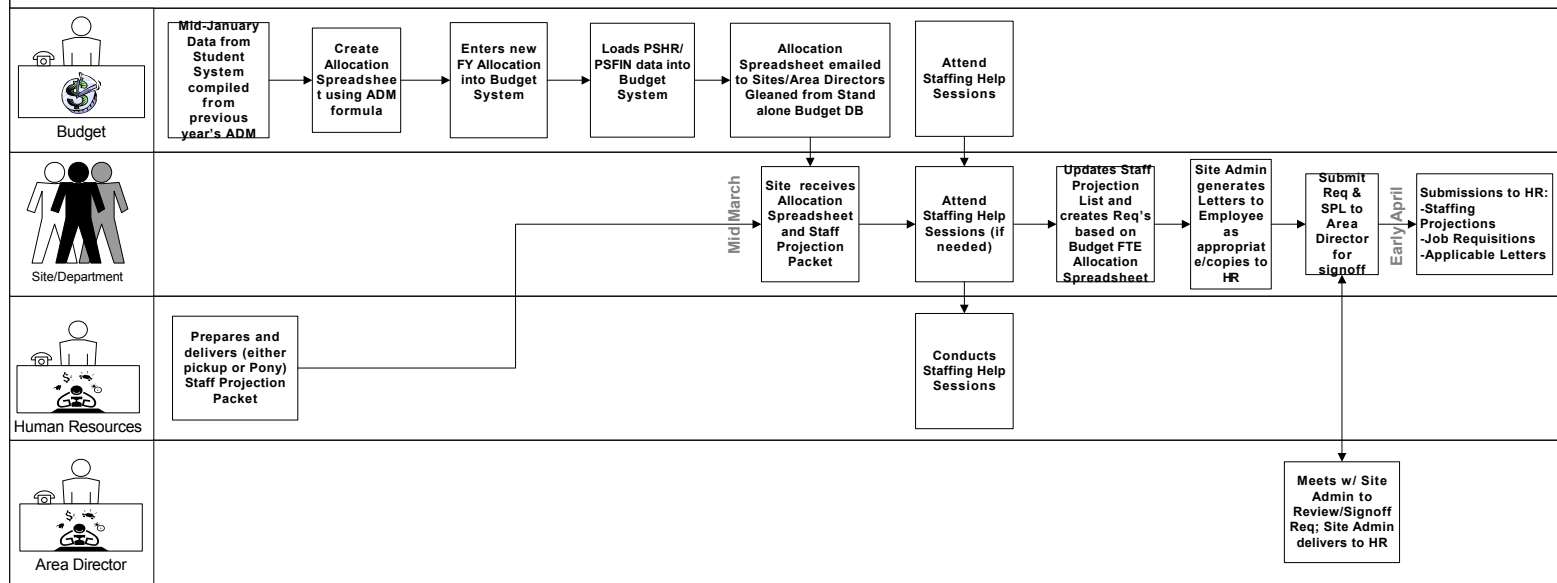 Mid-January
Data from
Student
System
compiled
from
previous
year's ADM
Create
Allocation
Spreadshee
t using ADM
formula
Enters new
FY Allocation
into Budget
System
Loads PSHR/
PSFIN data into
Budget
System
Allocation
Spreadsheet emailed
to Sites/Area Directors
Gleaned from Stand
alone Budget DB
Attend
Staffing Help
Sessions
Budget
Mid March
Site receives
Allocation
Spreadsheet
and Staff
Projection
Packet
Attend
Staffing Help
Sessions (if
needed)
Updates Staff
Projection
List and
creates Req's
based on
Budget FTE
Allocation
Spreadsheet
Site Admin
generates
Letters to
Employee
as
appropriat
e/copies to
HR
Submit
Req &
SPL to
Area
Director
for
signoff
Early April
Submissions to HR:
-Staffing
Projections
-Job Requisitions
-Applicable Letters
Site/Department
Prepares and
delivers (either
pickup or Pony)
Staff Projection
Packet
Conducts
Staffing Help
Sessions
Human Resources
Meets w/ Site
Admin to
Review/Signoff
Req; Site Admin
delivers to HR
Area Director